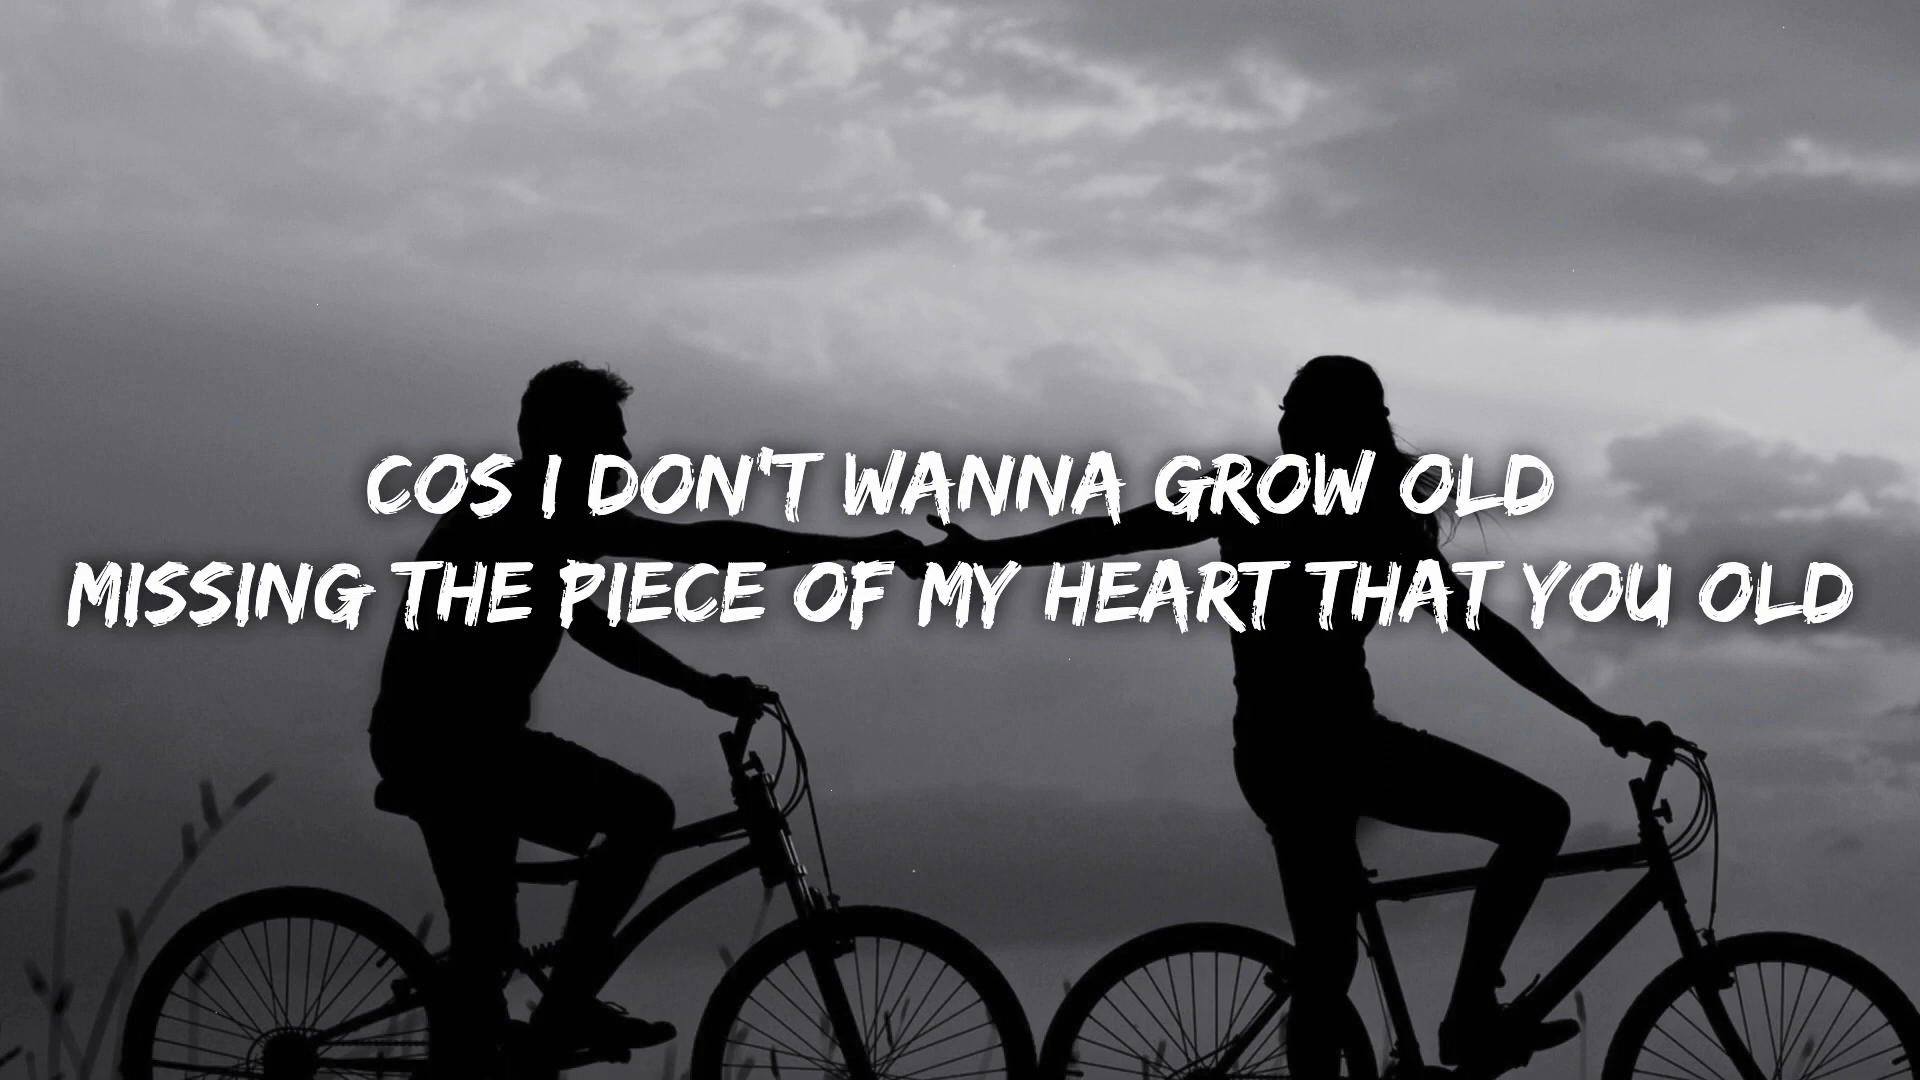 COS I DON'T WANNA GROW OLD
MISSING THE PIECE OF MY HEART THAT YOU OLD